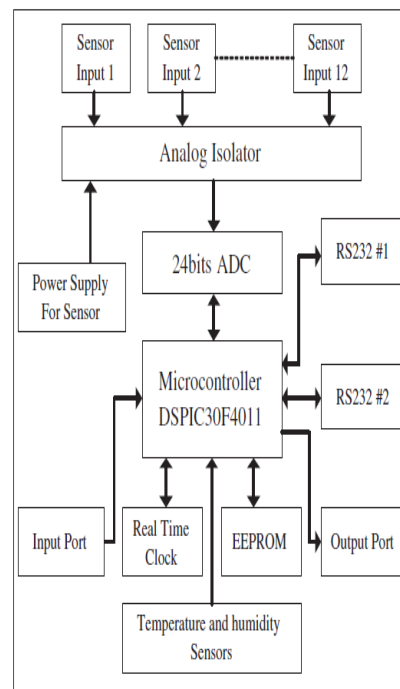 Sensor
Input 1
Sensor
Input 2
Sensor
Input 12
Analog Isolator
24bits ADC
RS232 #1
Power Supply
For Sensor
Microcontroller
DSPIC30F4011
RS232 #2
Input Port
Real Time
Clock
EEPROM
Output Port
Temperature and humidity
Sensors